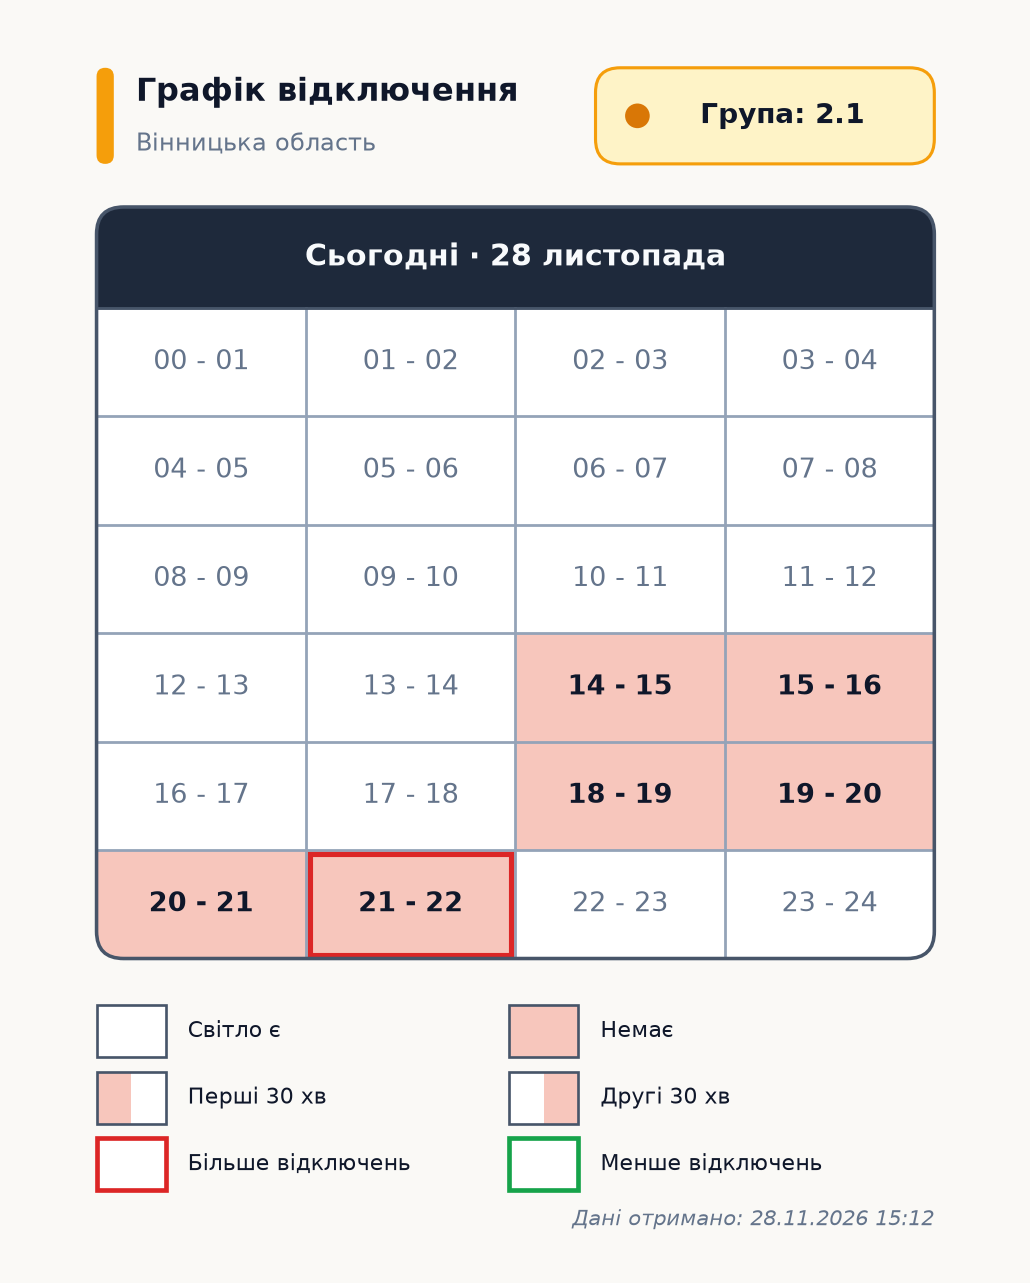 Графік відключення
Вінницька область
Група: 2.1
Сьогодні · 28 листопада
00 - 01 01 - 02 02 - 03 03 - 04
04 - 05 05 - 06 06 - 07 07 - 08
08 - 09 09 - 10 10 - 11 11 - 12
12 - 13 13 - 14 14 - 15 15 - 16
16 - 17 17 - 18 18 - 19 19 - 20
20 - 21 21 - 22 22 - 23 23 - 24
Світло є Немає
Перші 30 хв Другі 30 хв
Більше відключень Менше відключень
Дані отримано: 28.11.2026 15:12